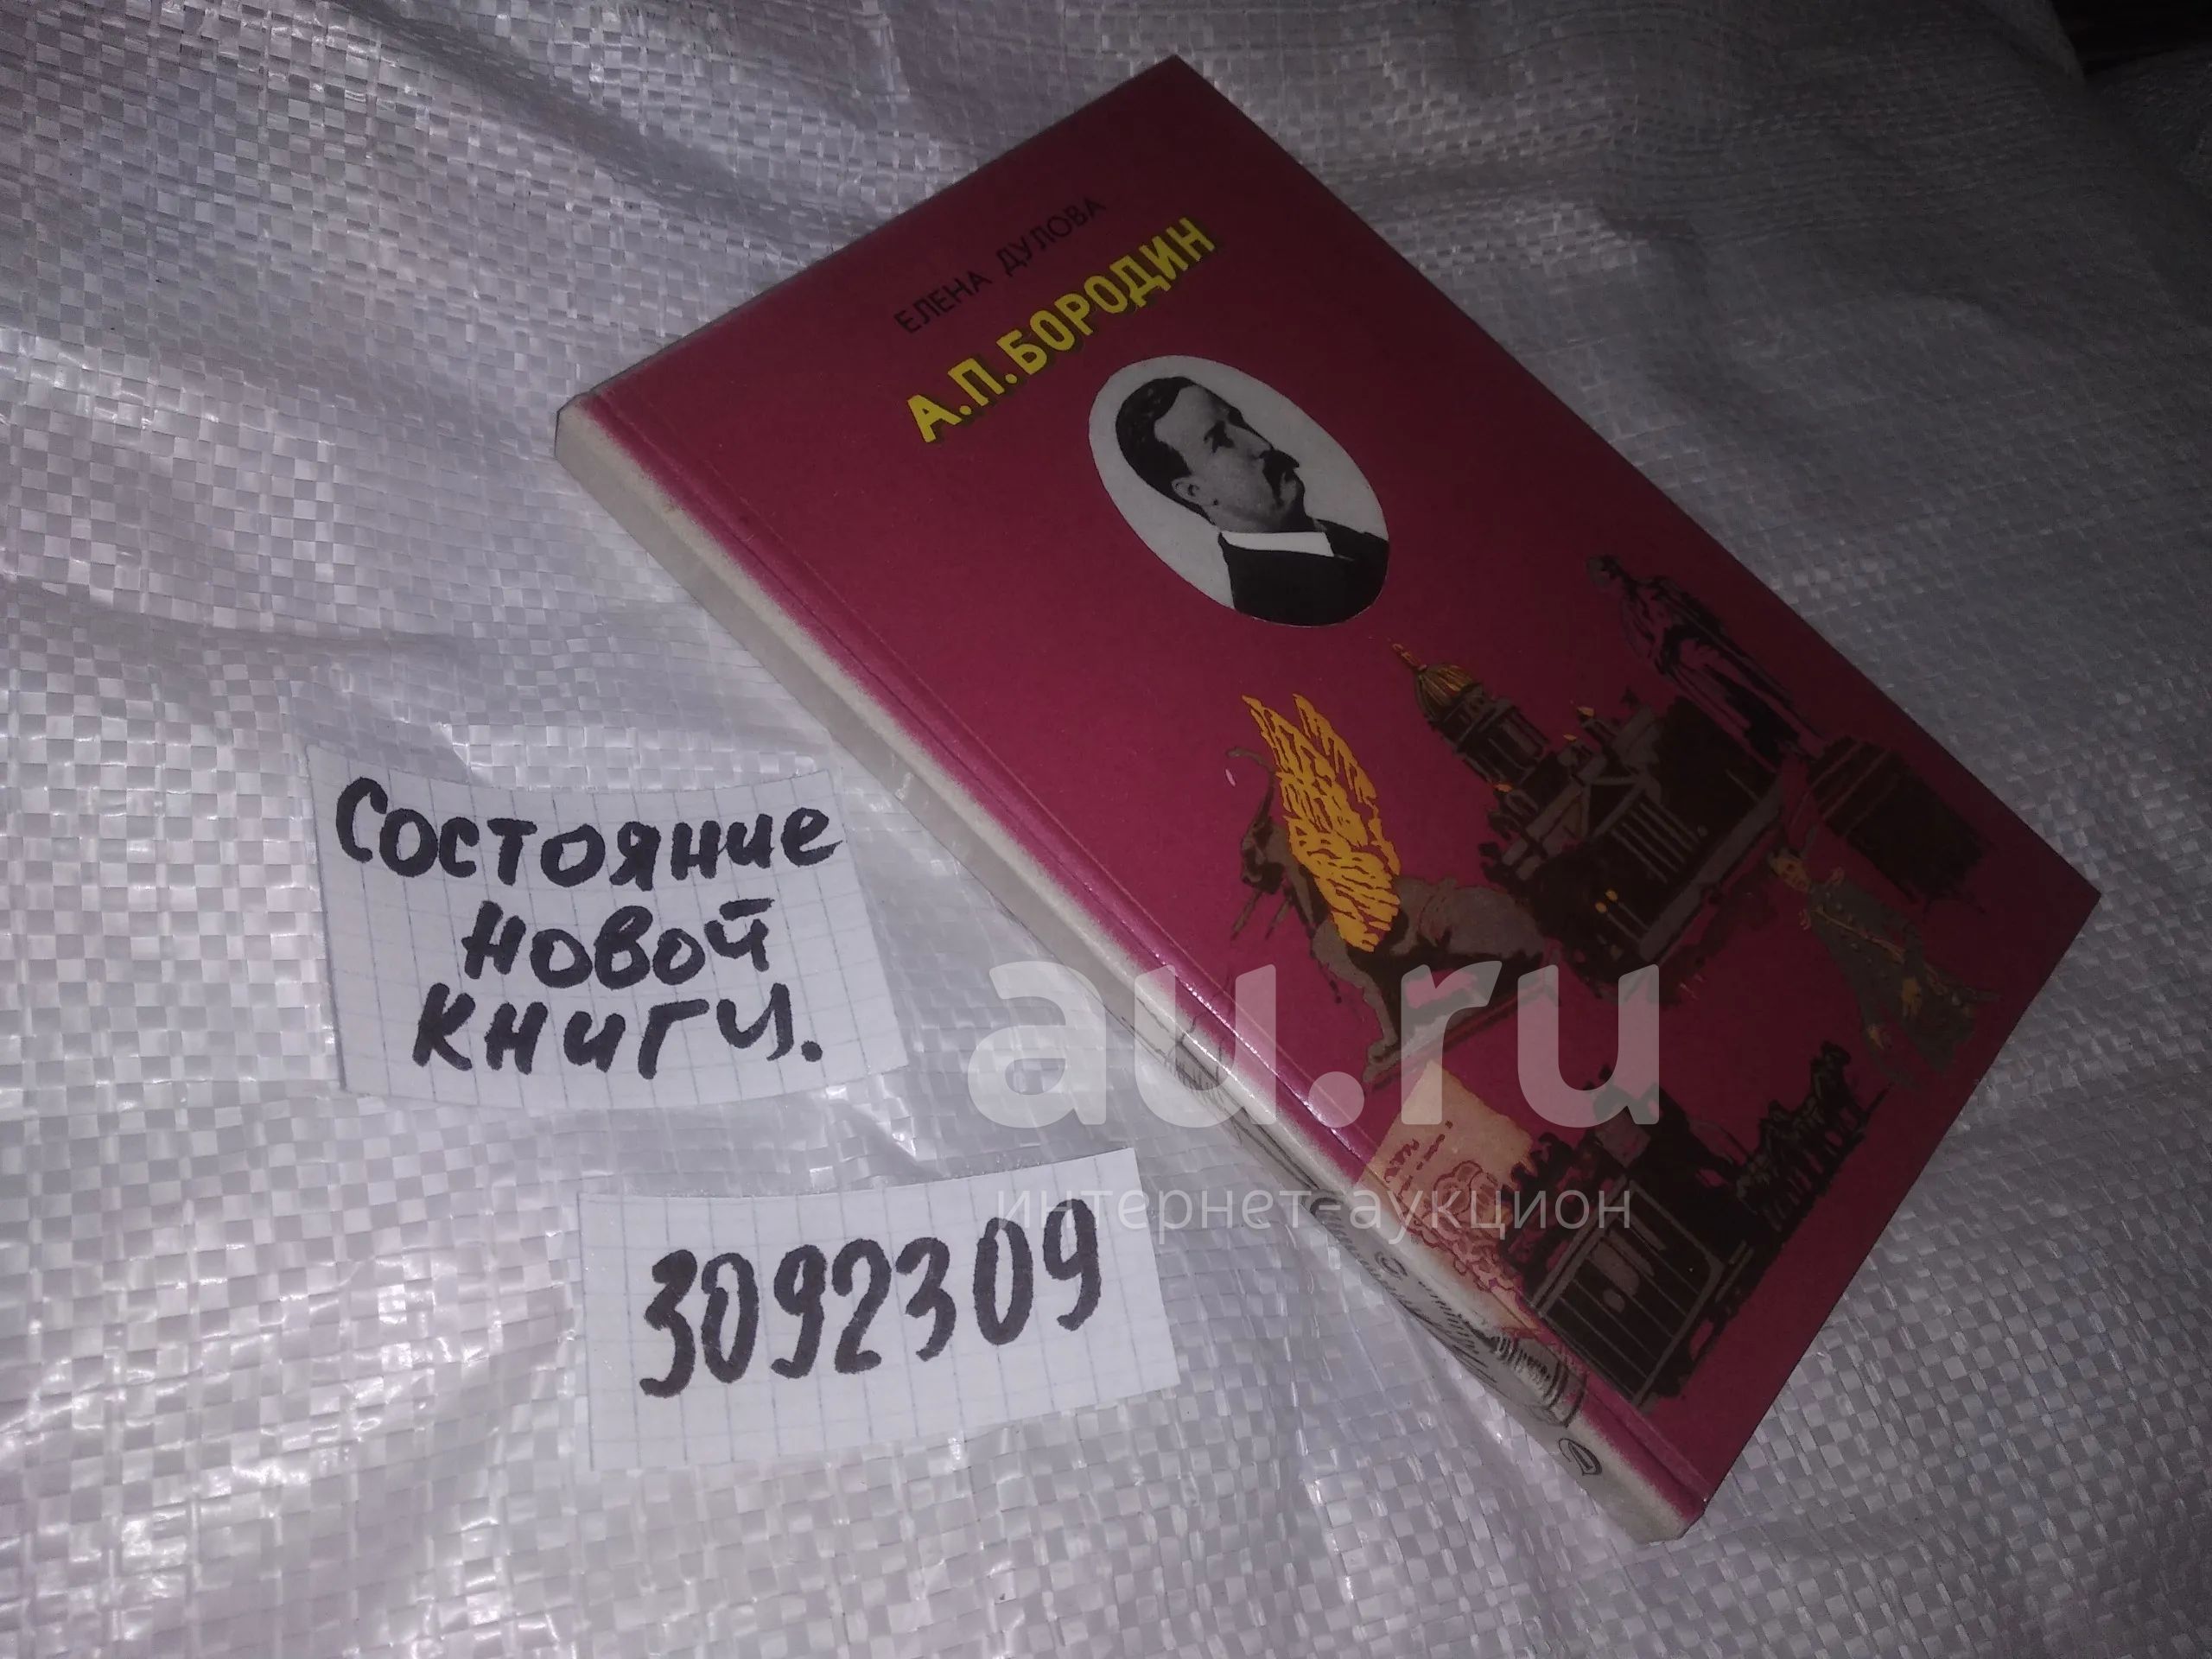 ЕЛЕНА ДУЛОВА
А.П.БОРОДИН
Состояние
новой
книги.
3092309
au.ru
интернет-аукцион